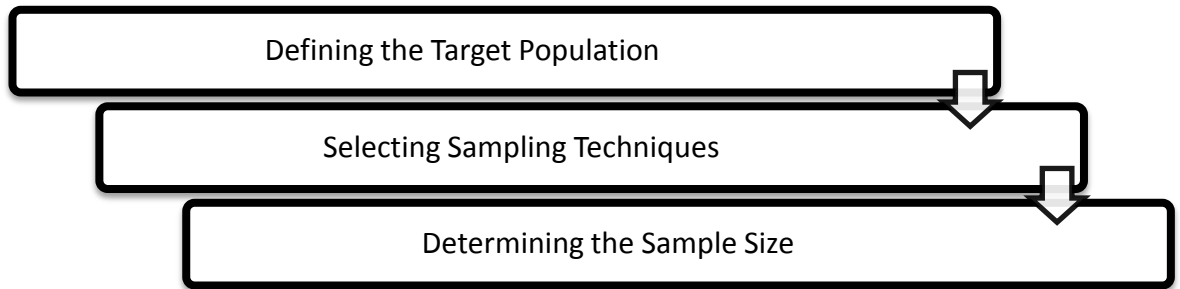 Defining the Target Population
Selecting Sampling Techniques
Determining the Sample Size